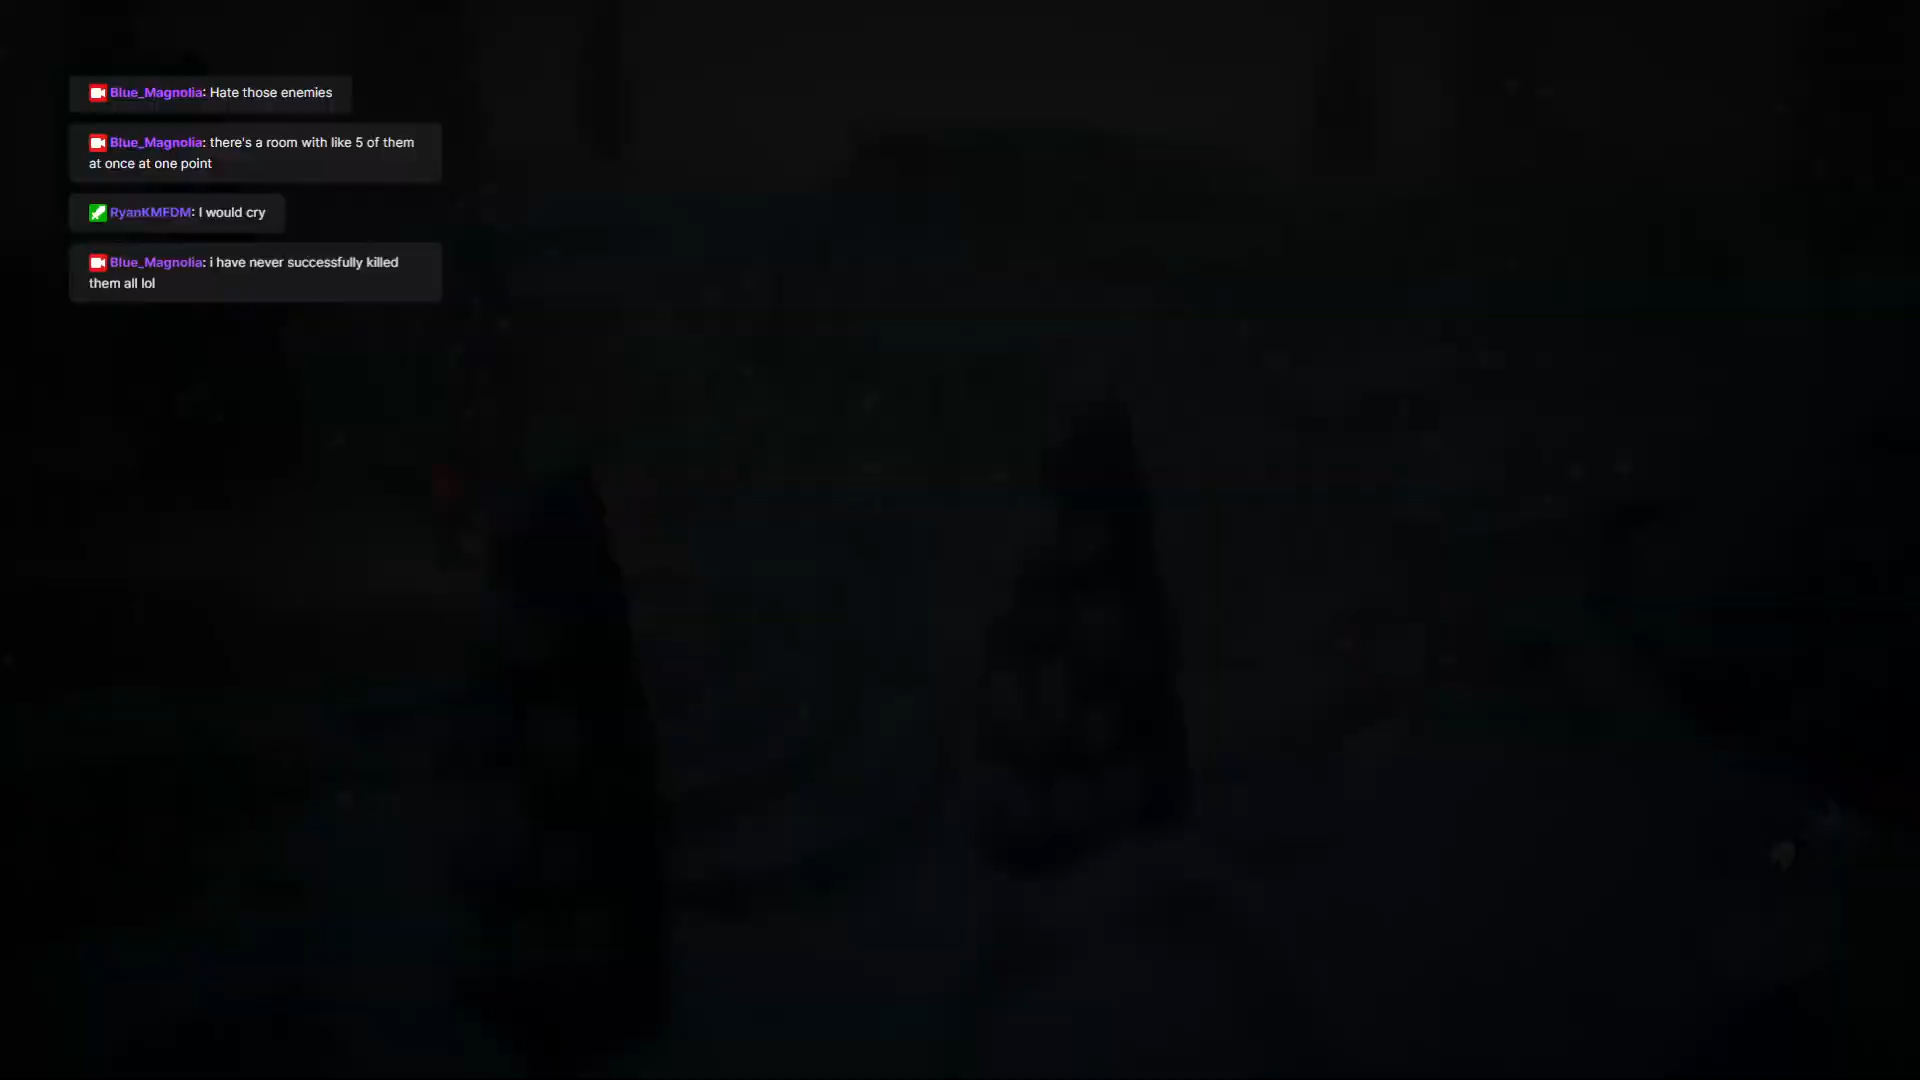 Blue_Magnolia: Hate those enemies
Blue_Magnolia: there's a room with like 5 of them
at once at one point
RyanKMFDM: I would cry
Blue_Magnolia: i have never successfully killed
them all lol